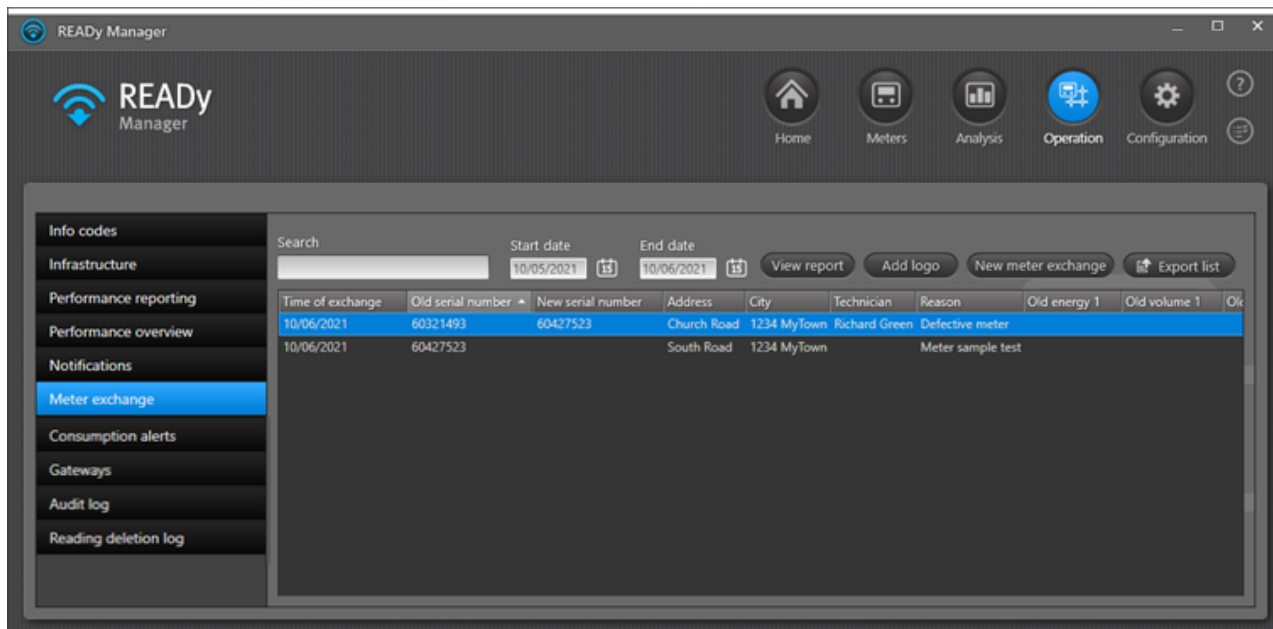 READy Manager
READy
Manager
?
Home Meters Analysis Operation Configuration
Info codes
Infrastructure
Performance reporting
Performance overview
Notifications
Meter exchange
Consumption alerts
Gateways
Audit log
Reading deletion log
Search Start date End date
10/05/2021 15 10/06/2021 15 View report Add logo New meter exchange Export list
Time of exchange Old serial number New serial number Address City Technician Reason Old energy 1 Old volume 1
10/06/2021 60321493 60427523 Church Road 1234 MyTown Richard Green Defective meter
10/06/2021 60427523 South Road 1234 MyTown Meter sample test